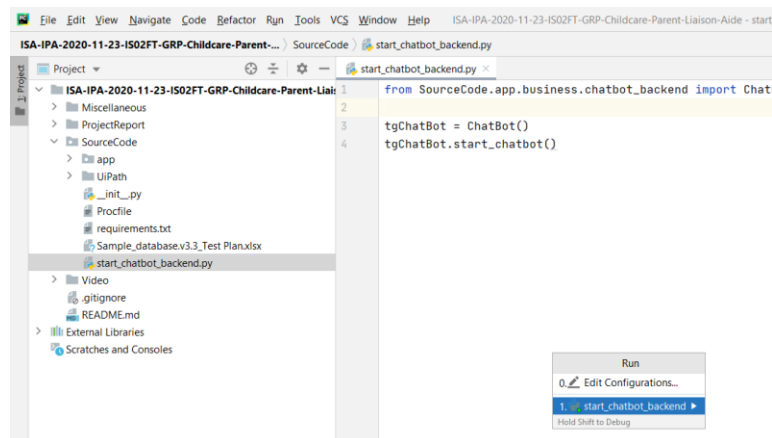 File Edit View Navigate Code Refactor Run Tools VCS Window Help ISA-IPA-2020-11-23-IS02FT-GRP-Childcare-Parent-Liaison-Aide - start
ISA-IPA-2020-11-23-IS02FT-GRP-Childcare-Parent-... SourceCode start_chatbot_backend.py
1: Project
Project
start_chatbot_backend.py
ISA-IPA-2020-11-23-IS02FT-GRP-Childcare-Parent-Liais
Miscellaneous
ProjectReport
SourceCode
app
UiPath
__init__.py
Procfile
requirements.txt
Sample_database.v3.3_Test Plan.xlsx
start_chatbot_backend.py
Video
.gitignore
README.md
External Libraries
Scratches and Consoles
1 from SourceCode.app.business.chatbot_backend import Chat
2
3 tgChatBot = ChatBot()
4 tgChatBot.start_chatbot()
Run
0. Edit Configurations...
1. start_chatbot_backend
Hold Shift to Debug